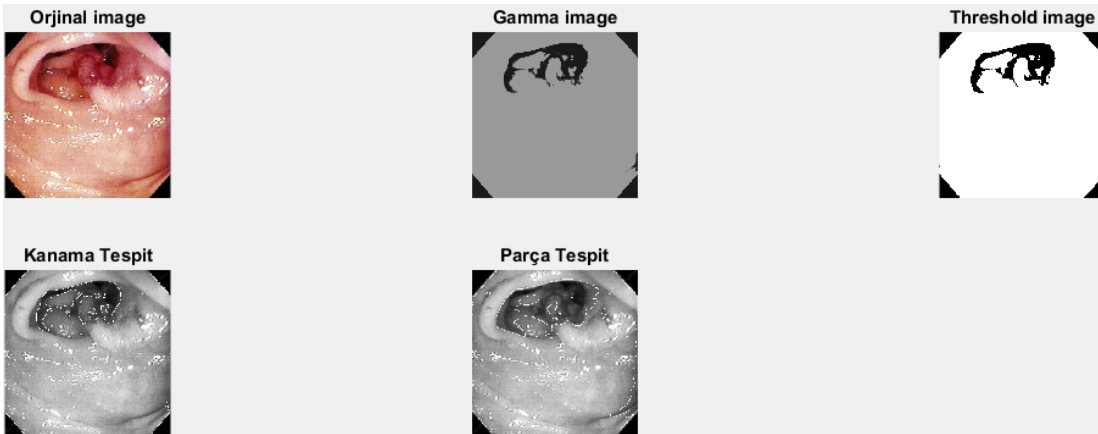 Orjinal image
Gamma image
Threshold image
Kanama Tespit
Parça Tespit